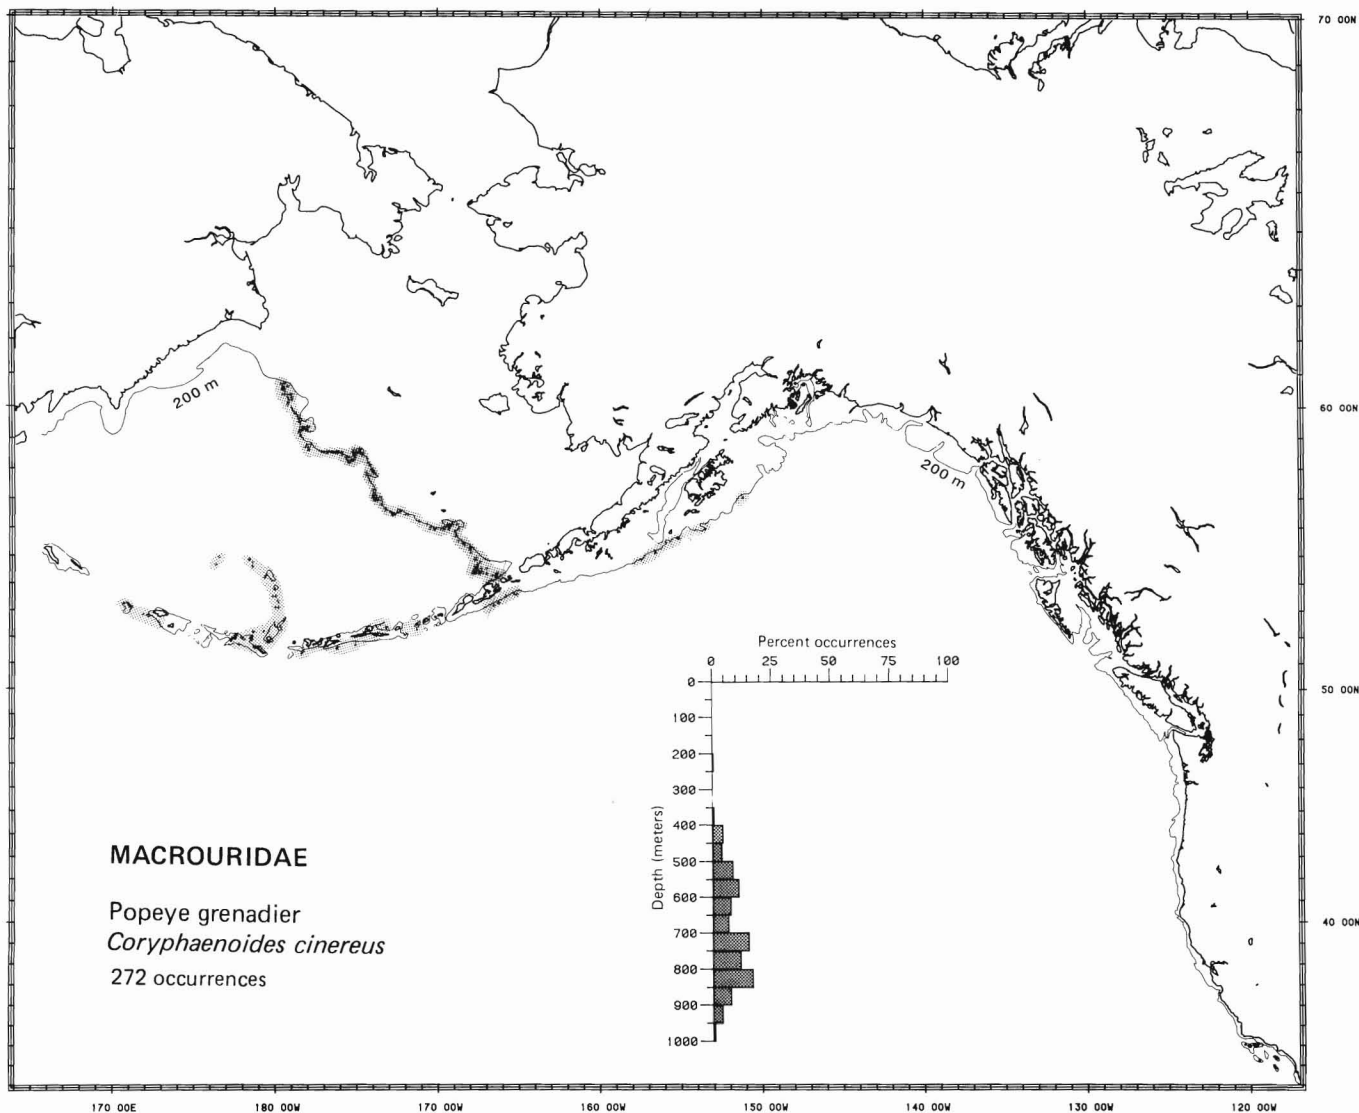 70 00N
200 m
60 00N
200 m
Percent occurrences
0 25 50 75 100
50 00N
0
100
200
300
400
500
600
700
800
900
1000
Depth (meters)
MACROURIDAE
40 00N
Popeye grenadier
Coryphaenoides cinereus
272 occurrences
170 00E 180 00W 170 00W 160 00W 150 00W 140 00W 130 00W 120 00W